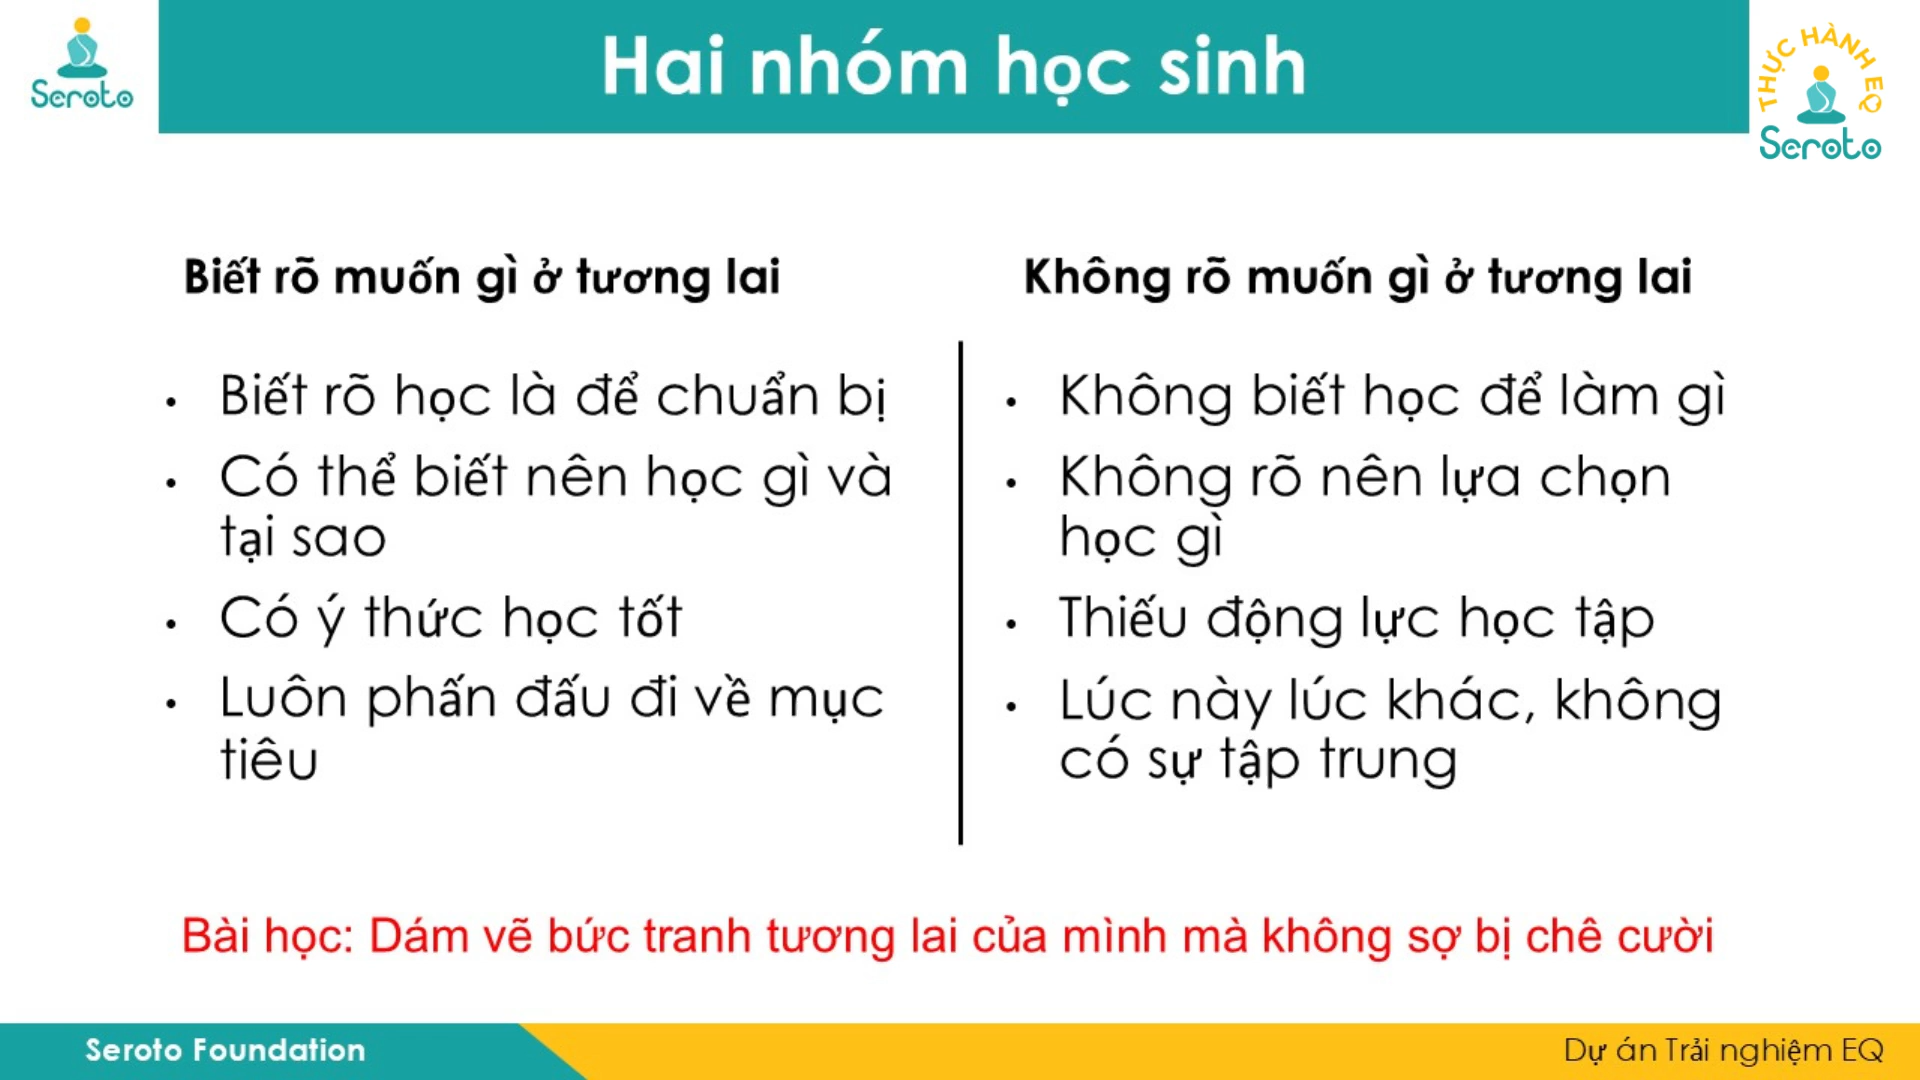 Seroto
Hai nhóm học sinh
THỰC HÀNH EQ
Seroto
Biết rõ muốn gì ở tương lai
• Biết rõ học là để chuẩn bị
• Có thể biết nên học gì và
tại sao
• Có ý thức học tốt
• Luôn phấn đấu đi về mục
tiêu
Không rõ muốn gì ở tương lai
• Không biết học để làm gì
• Không rõ nên lựa chọn
học gì
• Thiếu động lực học tập
• Lúc này lúc khác, không
có sự tập trung
Bài học: Dám vẽ bức tranh tương lai của mình mà không sợ bị chê cười
Seroto Foundation
Dự án Trải nghiệm EQ